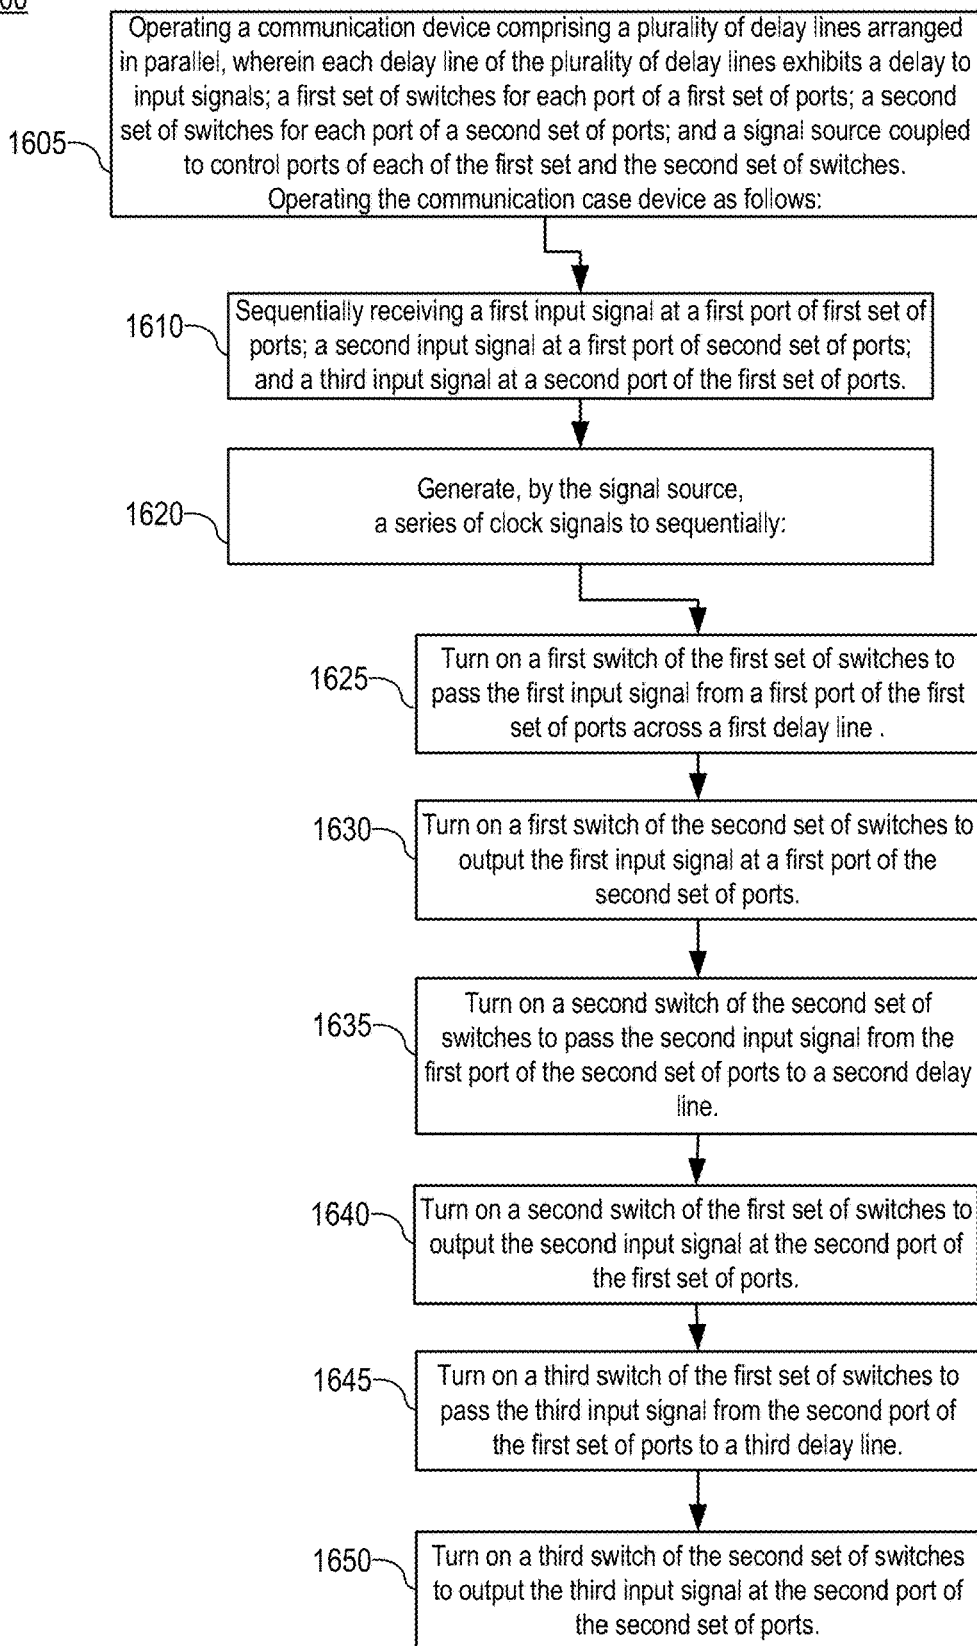 Operating a communication device comprising a plurality of delay lines arranged
in parallel, wherein each delay line of the plurality of delay lines exhibits a delay to
input signals; a first set of switches for each port of a first set of ports; a second
set of switches for each port of a second set of ports; and a signal source coupled
to control ports of each of the first set and the second set of switches.
Operating the communication case device as follows:
1605
Sequentially receiving a first input signal at a first port of first set of
ports; a second input signal at a first port of second set of ports;
and a third input signal at a second port of the first set of ports.
1610
Generate, by the signal source,
a series of clock signals to sequentially:
1620
Turn on a first switch of the first set of switches to
pass the first input signal from a first port of the first
set of ports across a first delay line .
1625
Turn on a first switch of the second set of switches to
output the first input signal at a first port of the
second set of ports.
1630
Turn on a second switch of the second set of
switches to pass the second input signal from the
first port of the second set of ports to a second delay
line.
1635
Turn on a second switch of the first set of switches to
output the second input signal at the second port of
the first set of ports.
1640
Turn on a third switch of the first set of switches to
pass the third input signal from the second port of
the first set of ports to a third delay line.
1645
Turn on a third switch of the second set of switches
to output the third input signal at the second port of
the second set of ports.
1650